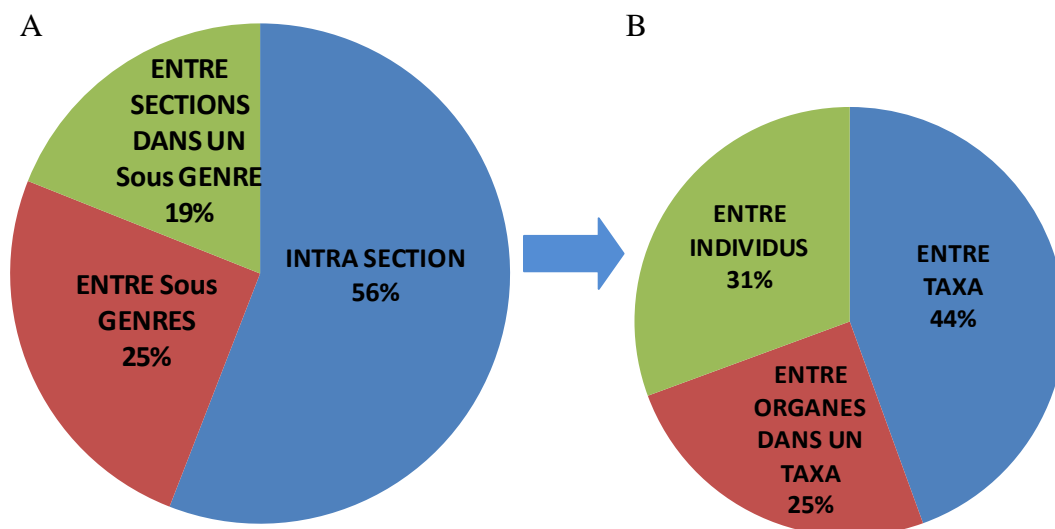 A
ENTRE
SECTIONS
DANS UN
Sous GENRE
19%
INTRA SECTION
56%
ENTRE Sous
GENRES
25%
B
ENTRE
INDIVIDUS
31%
ENTRE
TAXA
44%
ENTRE
ORGANES
DANS UN
TAXA
25%